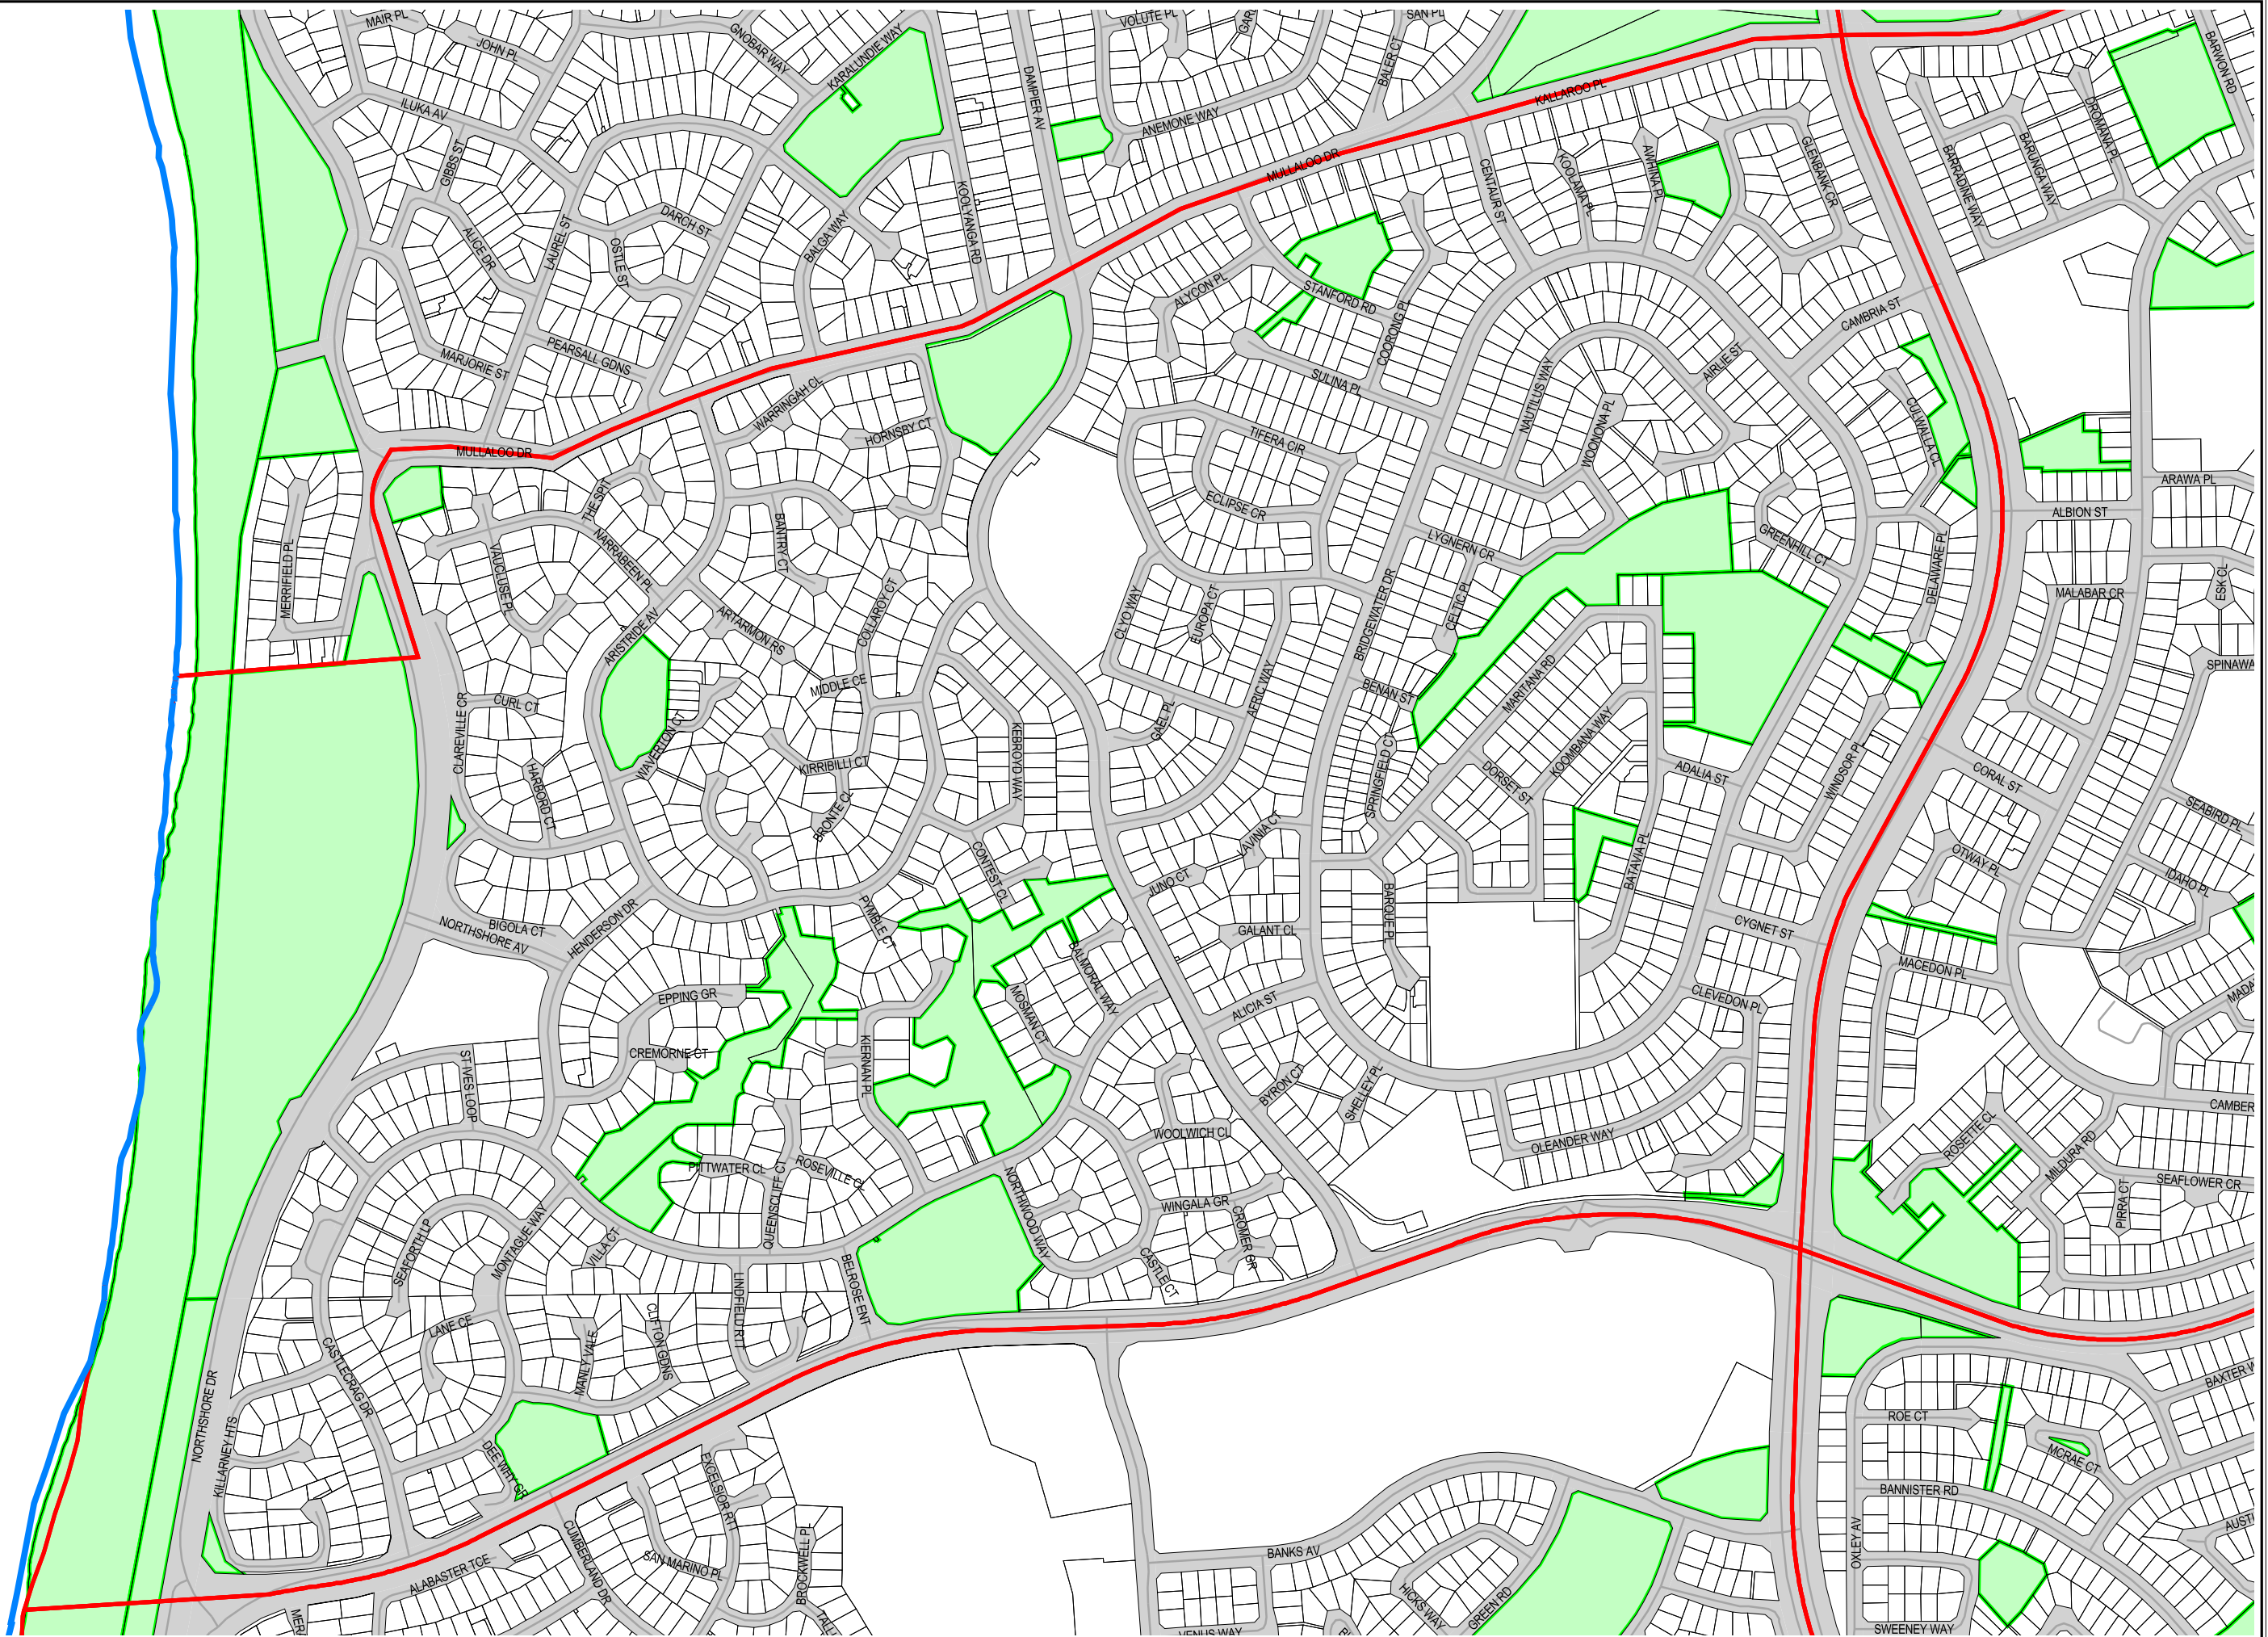 MAIR PL
JOHN PL
GNOBAR WAY
KARALUNDIE WAY
VOLUTE PL
SAN PL
BALER CT
DAMPIER AV
ILUKA AV
ANEMONE WAY
KALLAROO PL
BARWON RD
DROMANA PL
BARUNGA WAY
BARRADINE WAY
GLENBANK CR
GIBBS ST
MULLALOO DR
CENTAUR ST
KOOLAMA PL
AWHINA PL
DARCH ST
KOOLYANGA RD
ALICE DR
LAUREL ST
OSTLE ST
BALGA WAY
ALYCON PL
STANFORD RD
COORONG PL
CAMBRIA ST
MARJORIE ST
PEARSALL GDNS
SULINA PL
NAUTILUS WAY
AIRLIE ST
WARRINGAH CL
HORNSBY CT
TIFERA CIR
WOONONA PL
CULWALLA CL
MULLALOO DR
ARAWA PL
THE SPIT
ECLIPSE CR
ALBION ST
BANTRY CT
LYGNERN CR
GREENHILL CT
MERRIFIELD PL
VAUCLUSE PL
NARRABEEN PL
COLLAROY CT
CLYO WAY
EUROPA CT
BRIDGEWATER DR
CELTIC PL
DELAWARE PL
MALABAR CR
ESK CL
ARISTRIDE AV
ARTARMON RS
MIDDLE CE
AERIC WAY
BENAN ST
MARITANA RD
SPINAWA
CLAREVILLE CR
CURL CT
WAVERTON CT
KEBROYD WAY
GAEL PL
KOOMBANA WAY
KIRRIBILLI CT
HARBORD CT
BRONTE CL
SPRINGFIELD CT
DORSET ST
ADALIA ST
WINDSOR PL
CORAL ST
SEABIRD PL
LAVINIA CT
BATAVIA PL
OTWAY PL
CONTEST CL
JUNO CT
IDAHO PL
BIGOLA CT
NORTHSHORE AV
HENDERSON DR
PYMBLE CT
BARQUE PL
GALANT CL
CYGNET ST
BALMORAL WAY
MACEDON PL
EPPING GR
MOSMAN CT
ALICIA ST
CLEVEDON PL
MADA
CREMORNE CT
ST IVES LOOP
KIERNAN PL
BYRON CT
SHELLEY PL
CAMBER
WOOLWICH CL
OLEANDER WAY
ROSETTE CL
MILDURA RD
PITTWATER CL
ROSEVILLE CL
SEAFLOWER CR
PIRRA CT
QUEENSCLIFF CT
NORTHWOOD WAY
WINGALA GR
CROMER GR
CASTLE CT
SEAFORTH LP
MONTAGUE WAY
VILLA CT
BELROSE ENT
LINDFIELD RTT
LANE CE
CLIFTON GDNS
MANLY VALE
CASTLECRAG DR
BAXTER W
NORTHSHORE DR
KILLARNEY HTS
ROE CT
DEE WHY GR
MCRAE CT
EXCELSIOR RTT
BANNISTER RD
CUMBERLAND DR
SAN MARINO PL
BROCKWELL PL
ALABASTER TCE
BANKS AV
HICKS WAY
GREEN RD
OXLEY AV
AUSTI
MERI
TALL
VENUS WAY
SWEENEY WAY